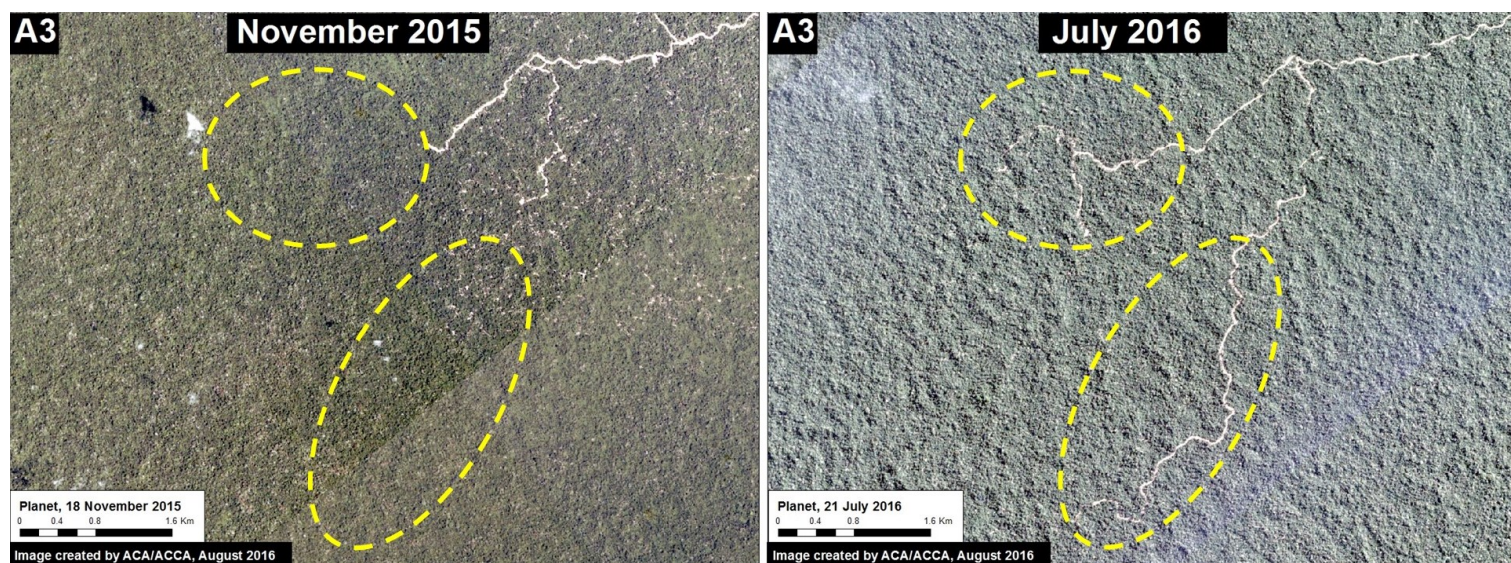 A3
November 2015
Planet, 18 November 2015
0 0.4 0.8 1.6 Km
Image created by ACA/ACCA, August 2016
A3
July 2016
Planet, 21 July 2016
0 0.4 0.8 1.6 Km
Image created by ACA/ACCA, August 2016